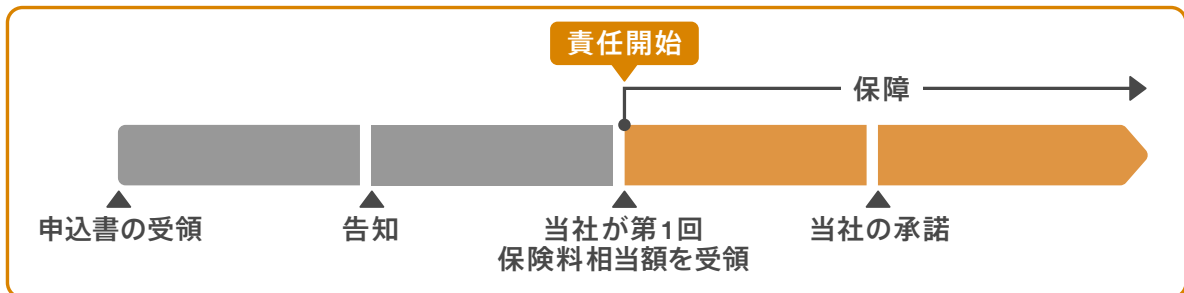 責任開始
保障
申込書の受領
告知
当社が第1回
保険料相当額を受領
当社の承諾